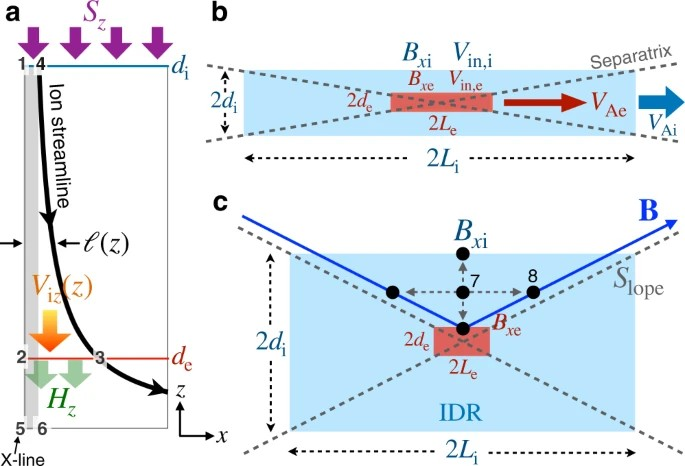 a
S_z
1 4
d_i
Ion streamline
ℓ(z)
V_iz(z)
2
3
d_e
H_z
z
5 6
X-line
x
b
B_xi V_in,i
Separatrix
B_xe V_in,e
2d_i
2d_e
V_Ae
2L_e
V_Ai
2L_i
c
B
B_xi
7
8
S_lope
B_xe
2d_i
2d_e
2L_e
IDR
2L_i